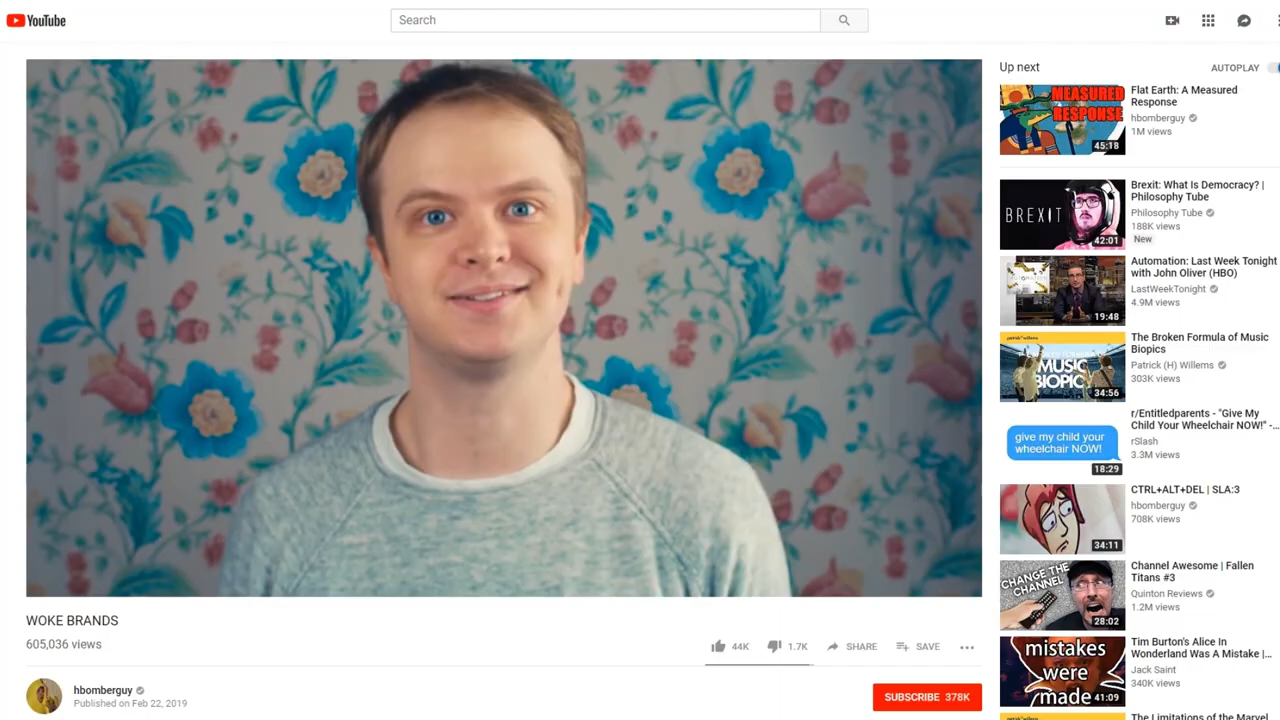 YouTube
Search
Up next
AUTOPLAY
MEASURED
RESPONSE
45:18
Flat Earth: A Measured
Response
hbomberguy
1M views
BREXIT
42:01
Brexit: What Is Democracy? |
Philosophy Tube
Philosophy Tube
188K views
New
19:48
Automation: Last Week Tonight
with John Oliver (HBO)
LastWeekTonight
4.9M views
MUSIC
BIOPIC
34:56
The Broken Formula of Music
Biopics
Patrick (H) Willems
303K views
give my child your
wheelchair NOW!
18:29
r/Entitledparents - "Give My
Child Your Wheelchair NOW!" -...
rSlash
3.3M views
34:11
CTRL+ALT+DEL | SLA:3
hbomberguy
708K views
CHANGE THE
CHANNEL
28:02
Channel Awesome | Fallen
Titans #3
Quinton Reviews
1.2M views
mistakes
were
made
41:09
Tim Burton's Alice In
Wonderland Was A Mistake |...
Jack Saint
340K views
The Limitations of the Marvel
WOKE BRANDS
605,036 views
44K
1.7K
SHARE
SAVE
hbomberguy
Published on Feb 22, 2019
SUBSCRIBE 378K